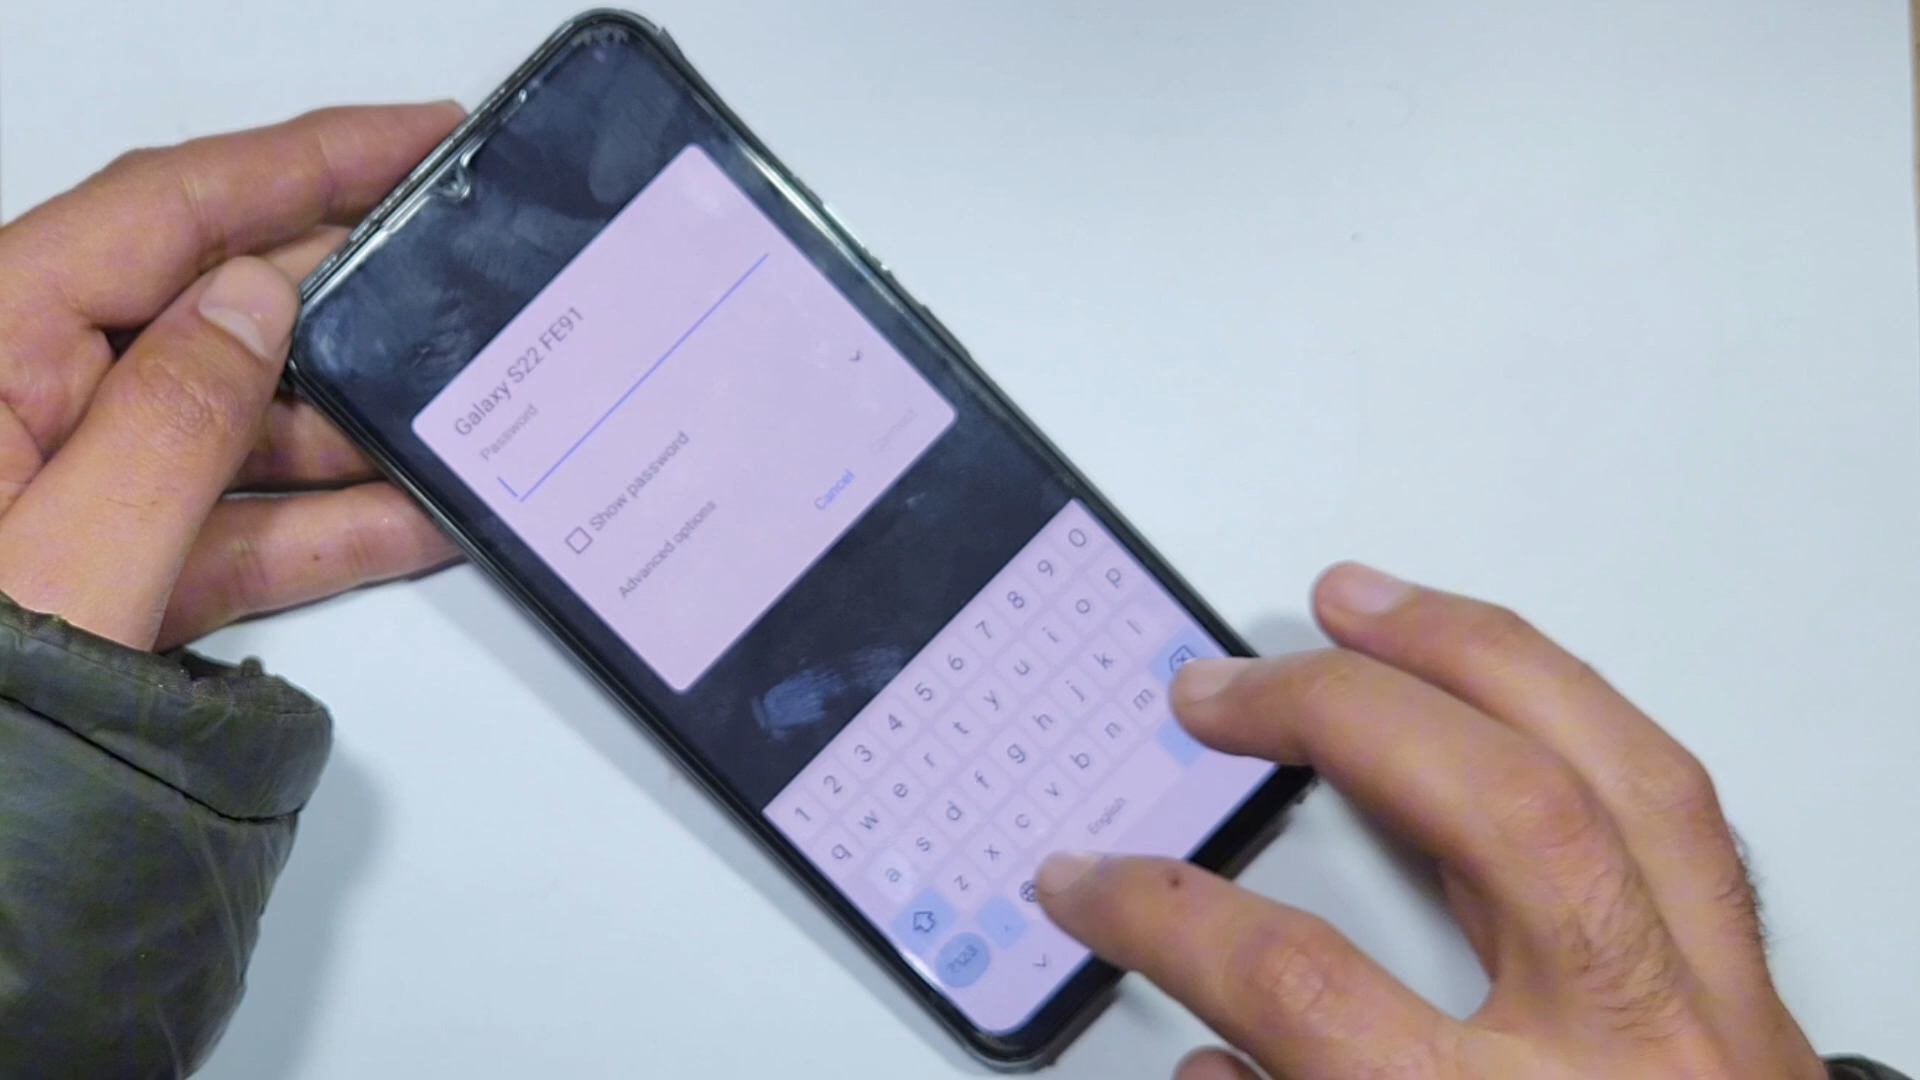 Galaxy S22 FE91
Password
Show password
Advanced options
Cancel
1 2 3 4 5 6 7 8 9 0
q w e r t y u i o p
a s d f g h j k l
z x c v b n m
?123 , English .